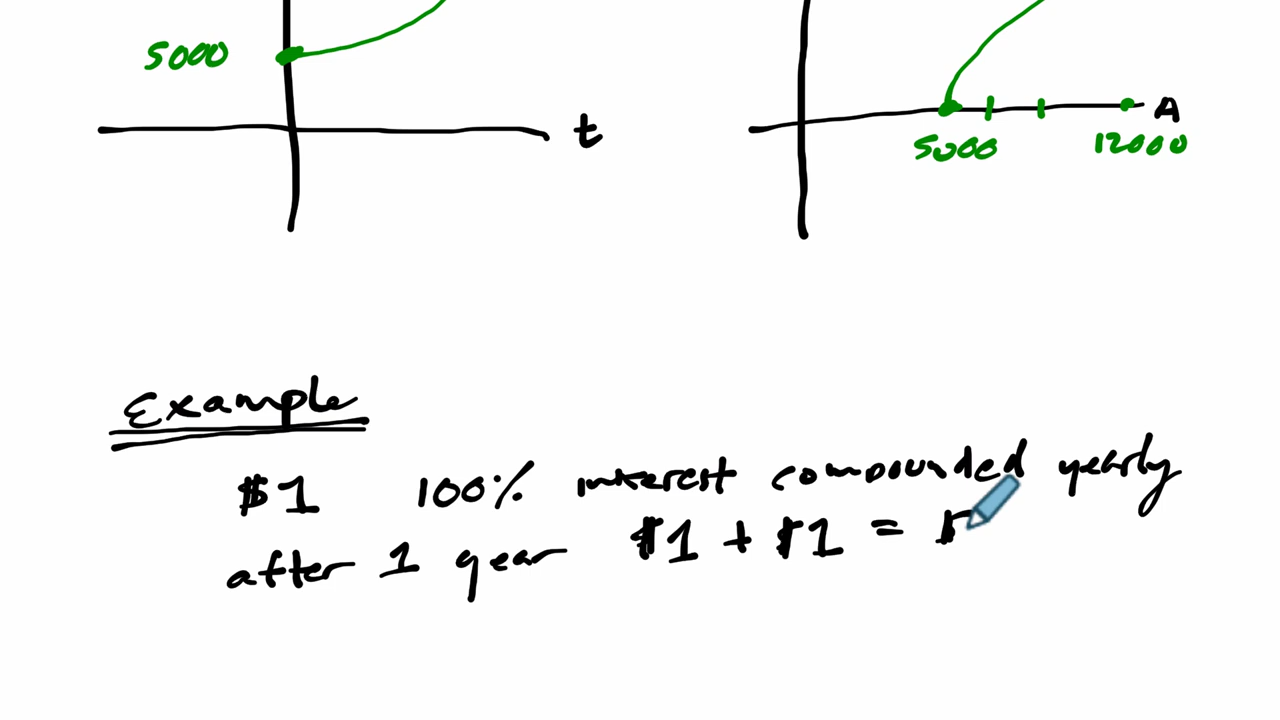 5000
t
A
5000
12000
Example
$1 100% interest compounded yearly
after 1 year $1 + $1 =